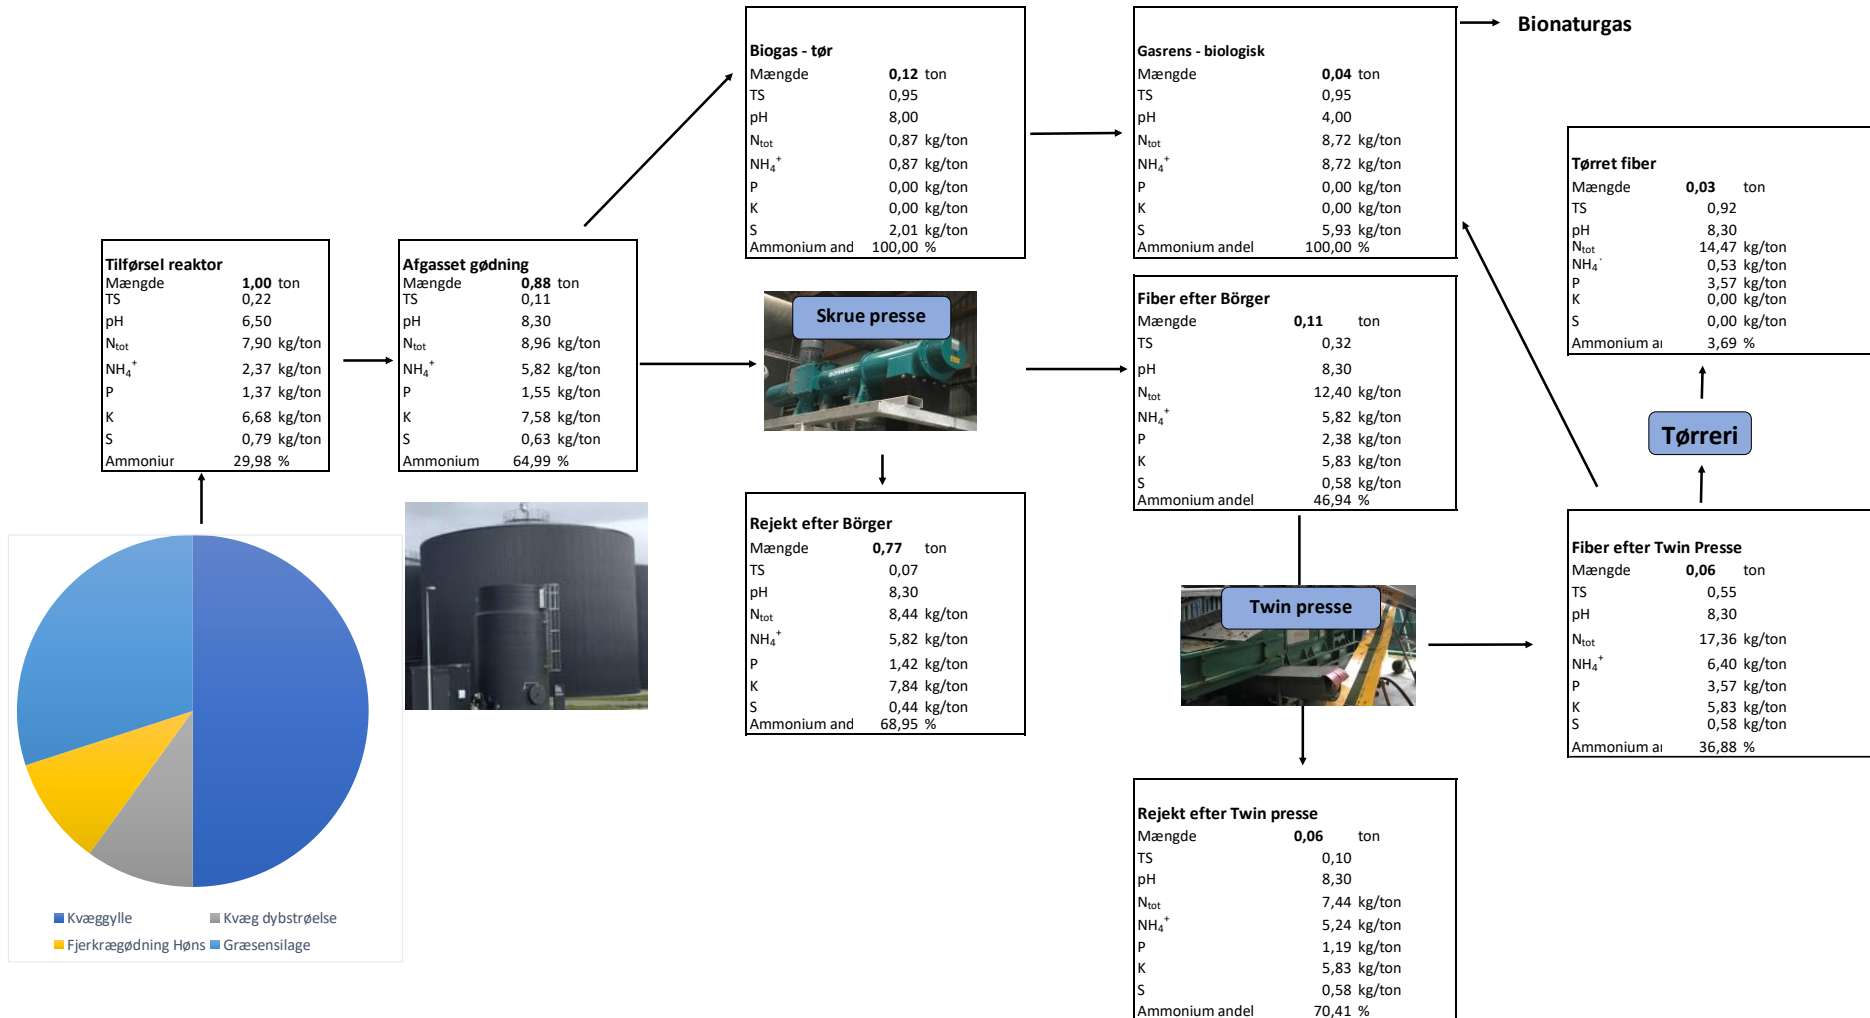 Bionaturgas
Biogas - tør
Mængde 0,12 ton
TS 0,95
pH 8,00
Ntot 0,87 kg/ton
NH4+ 0,87 kg/ton
P 0,00 kg/ton
K 0,00 kg/ton
S 2,01 kg/ton
Ammonium and 100,00 %
Gasrens - biologisk
Mængde 0,04 ton
TS 0,95
pH 4,00
Ntot 8,72 kg/ton
NH4+ 8,72 kg/ton
P 0,00 kg/ton
K 0,00 kg/ton
S 5,93 kg/ton
Ammonium andel 100,00 %
Tørret fiber
Mængde 0,03 ton
TS 0,92
pH 8,30
Ntot 14,47 kg/ton
NH4+ 0,53 kg/ton
P 3,57 kg/ton
K 0,00 kg/ton
S 0,00 kg/ton
Ammonium ar 3,69 %
Tilførsel reaktor
Mængde 1,00 ton
TS 0,22
pH 6,50
Ntot 7,90 kg/ton
NH4+ 2,37 kg/ton
P 1,37 kg/ton
K 6,68 kg/ton
S 0,79 kg/ton
Ammoniur 29,98 %
Afgasset gødning
Mængde 0,88 ton
TS 0,11
pH 8,30
Ntot 8,96 kg/ton
NH4+ 5,82 kg/ton
P 1,55 kg/ton
K 7,58 kg/ton
S 0,63 kg/ton
Ammonium 64,99 %
Skrue presse
Fiber efter Börger
Mængde 0,11 ton
TS 0,32
pH 8,30
Ntot 12,40 kg/ton
NH4+ 5,82 kg/ton
P 2,38 kg/ton
K 5,83 kg/ton
S 0,58 kg/ton
Ammonium andel 46,94 %
Tørreri
Rejekt efter Börger
Mængde 0,77 ton
TS 0,07
pH 8,30
Ntot 8,44 kg/ton
NH4+ 5,82 kg/ton
P 1,42 kg/ton
K 7,84 kg/ton
S 0,44 kg/ton
Ammonium and 68,95 %
Twin presse
Fiber efter Twin Presse
Mængde 0,06 ton
TS 0,55
pH 8,30
Ntot 17,36 kg/ton
NH4+ 6,40 kg/ton
P 3,57 kg/ton
K 5,83 kg/ton
S 0,58 kg/ton
Ammonium ar 36,88 %
Rejekt efter Twin presse
Mængde 0,06 ton
TS 0,10
pH 8,30
Ntot 7,44 kg/ton
NH4+ 5,24 kg/ton
P 1,19 kg/ton
K 5,83 kg/ton
S 0,58 kg/ton
Ammonium andel 70,41 %
Kvæggylle Kvæg dybstrøelse
Fjerkrægødning Høns Græsensilage